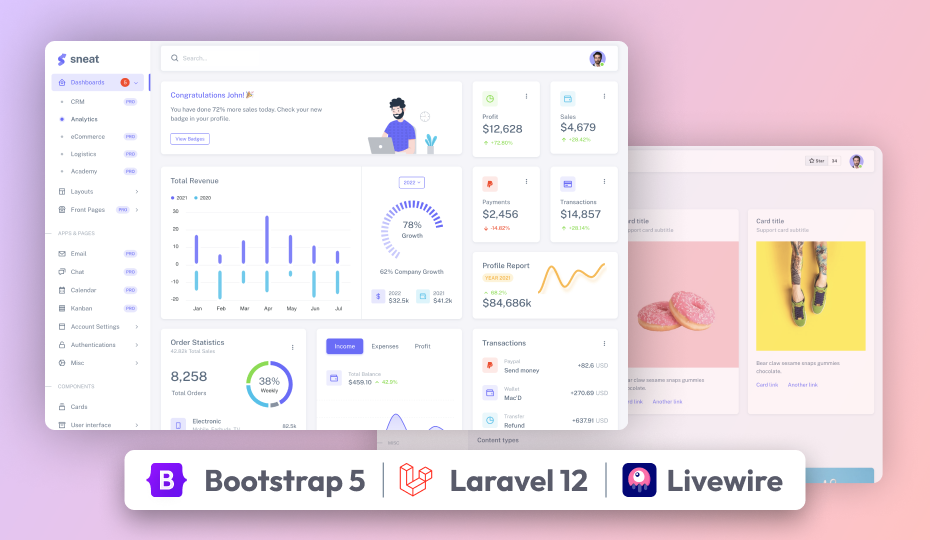 sneat
Search...
Dashboards 5
CRM PRO
Analytics
eCommerce PRO
Logistics PRO
Academy PRO
Layouts
Front Pages PRO
APPS & PAGES
Email PRO
Chat PRO
Calendar PRO
Kanban PRO
Account Settings
Authentications
Misc
COMPONENTS
Cards
User interface
Congratulations John!🎉
You have done 72% more sales today. Check your new
badge in your profile.
View Badges
Profit
$12,628
+72.80%
Sales
$4,679
+28.42%
Total Revenue
2021 2020
30
20
10
0
-10
-20
Jan Feb Mar Apr May Jun Jul
2022
78%
Growth
62% Company Growth
2022
$32.5k
2021
$41.2k
Payments
$2,456
-14.82%
Transactions
$14,857
+28.14%
Profile Report
YEAR 2021
68.2%
$84,686k
Order Statistics
42.82k Total Sales
8,258
Total Orders
38%
Weekly
Electronic
82.5k
Income Expenses Profit
Total Balance
$459.10 42.9%
Transactions
Paypal
Send money
+82.6 USD
Wallet
Mac'D
+270.69 USD
Transfer
Refund
+637.91 USD
Star 34
rd title
upport card subtitle
ear claw sesame snaps gummies
chocolate.
Card link Another link
Card title
Support card subtitle
Bear claw sesame snaps gummies
chocolate.
Card link Another link
Content types
B Bootstrap 5
Laravel 12
Livewire